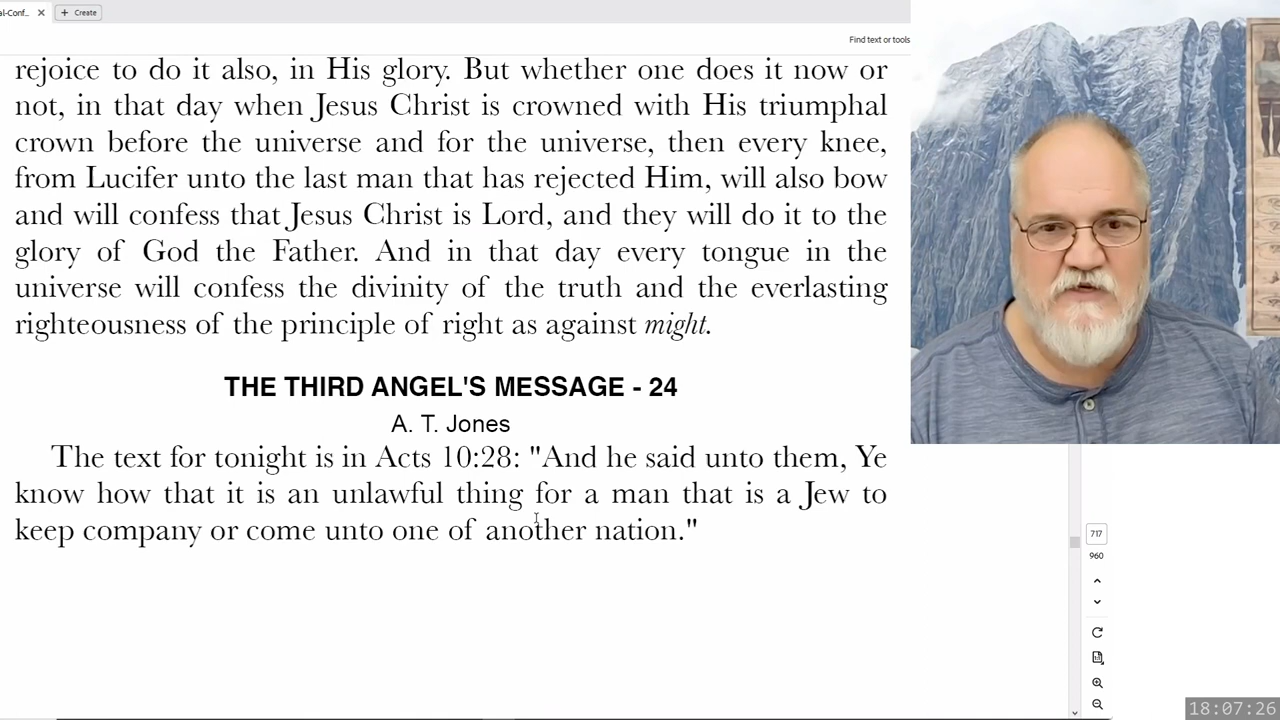 al-Conf...
Create
Find text or tools
rejoice to do it also, in His glory. But whether one does it now or
not, in that day when Jesus Christ is crowned with His triumphal
crown before the universe and for the universe, then every knee,
from Lucifer unto the last man that has rejected Him, will also bow
and will confess that Jesus Christ is Lord, and they will do it to the
glory of God the Father. And in that day every tongue in the
universe will confess the divinity of the truth and the everlasting
righteousness of the principle of right as against might.
THE THIRD ANGEL'S MESSAGE - 24
A. T. Jones
The text for tonight is in Acts 10:28: "And he said unto them, Ye
know how that it is an unlawful thing for a man that is a Jew to
keep company or come unto one of another nation."
717
960
18:07:26